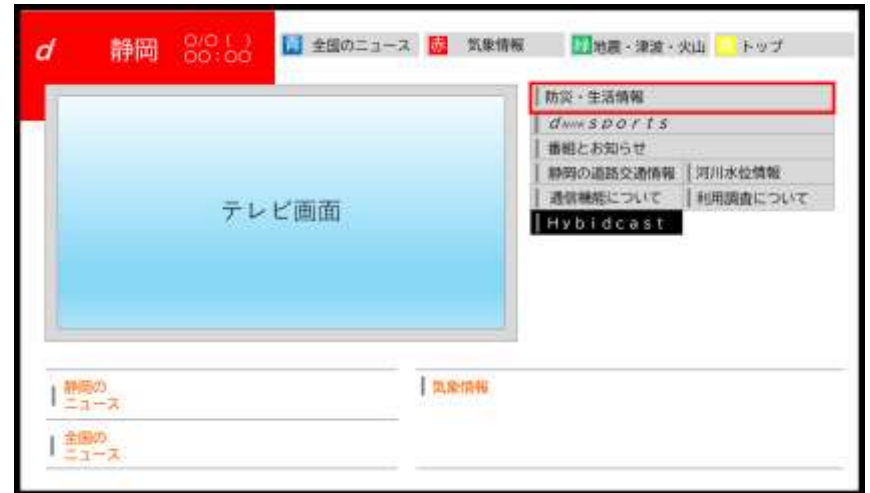 d 静岡 ○/○ ( ) ○○:○○
青 全国のニュース 赤 気象情報 緑 地震・津波・火山 トップ
防災・生活情報
sports
番組とお知らせ
静岡の道路交通情報 河川水位情報
通信機能について 利用調査について
Hybidcast
テレビ画面
静岡の
ニュース
気象情報
全国の
ニュース